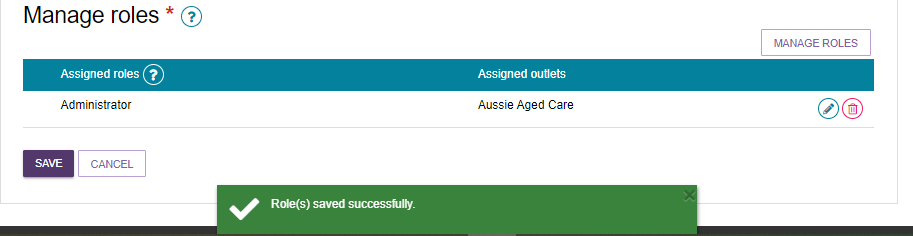 Manage roles * ?
MANAGE ROLES
Assigned roles ? Assigned outlets
Administrator Aussie Aged Care
SAVE CANCEL
Role(s) saved successfully.